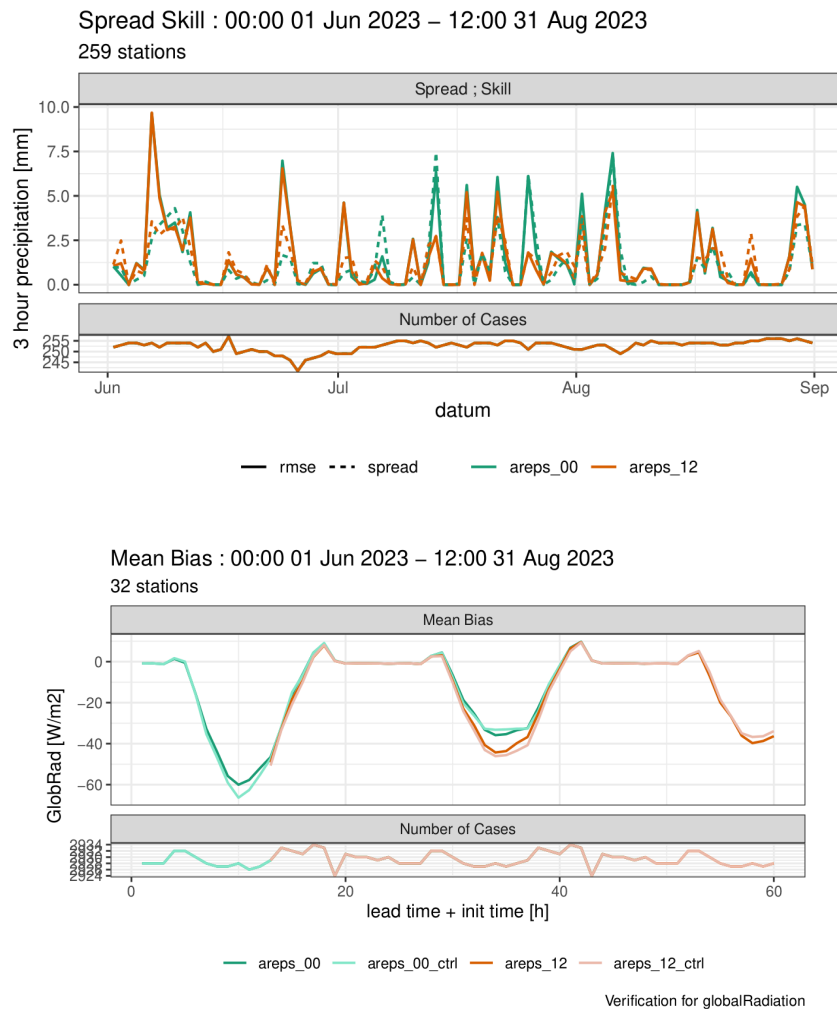 Spread Skill : 00:00 01 Jun 2023 − 12:00 31 Aug 2023
259 stations
Spread ; Skill
3 hour precipitation [mm]
10.0
7.5
5.0
2.5
0.0
Number of Cases
255
250
245
Jun Jul Aug Sep
datum
rmse spread areps_00 areps_12
Mean Bias : 00:00 01 Jun 2023 − 12:00 31 Aug 2023
32 stations
Mean Bias
GlobRad [W/m2]
0
−20
−40
−60
Number of Cases
2934
2924
0 20 40 60
lead time + init time [h]
areps_00 areps_00_ctrl areps_12 areps_12_ctrl
Verification for globalRadiation